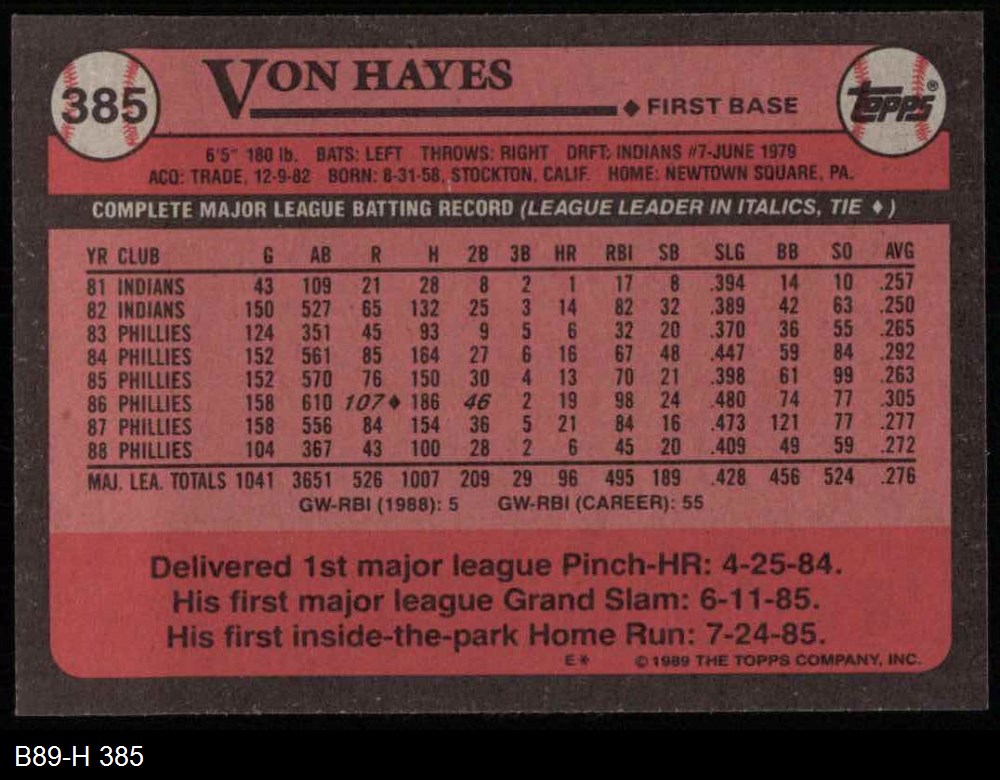 385
VON HAYES
◆ FIRST BASE
TOPPS®
6'5" 180 lb. BATS: LEFT THROWS: RIGHT DRFT: INDIANS #7-JUNE 1979
ACQ: TRADE, 12-9-82 BORN: 8-31-58, STOCKTON, CALIF. HOME: NEWTOWN SQUARE, PA.
COMPLETE MAJOR LEAGUE BATTING RECORD (LEAGUE LEADER IN ITALICS, TIE ♦)
YR CLUB G AB R H 2B 3B HR RBI SB SLG BB SO AVG
81 INDIANS 43 109 21 28 8 2 1 17 8 .394 14 10 .257
82 INDIANS 150 527 65 132 25 3 14 82 32 .389 42 63 .250
83 PHILLIES 124 351 45 93 9 5 6 32 20 .370 36 55 .265
84 PHILLIES 152 561 85 164 27 6 16 67 48 .447 59 84 .292
85 PHILLIES 152 570 76 150 30 4 13 70 21 .398 61 99 .263
86 PHILLIES 158 610 107♦ 186 46 2 19 98 24 .480 74 77 .305
87 PHILLIES 158 556 84 154 36 5 21 84 16 .473 121 77 .277
88 PHILLIES 104 367 43 100 28 2 6 45 20 .409 49 59 .272
MAJ. LEA. TOTALS 1041 3651 526 1007 209 29 96 495 189 .428 456 524 .276
GW-RBI (1988): 5 GW-RBI (CAREER): 55
Delivered 1st major league Pinch-HR: 4-25-84.
His first major league Grand Slam: 6-11-85.
His first inside-the-park Home Run: 7-24-85.
E* © 1989 THE TOPPS COMPANY, INC.
B89-H 385